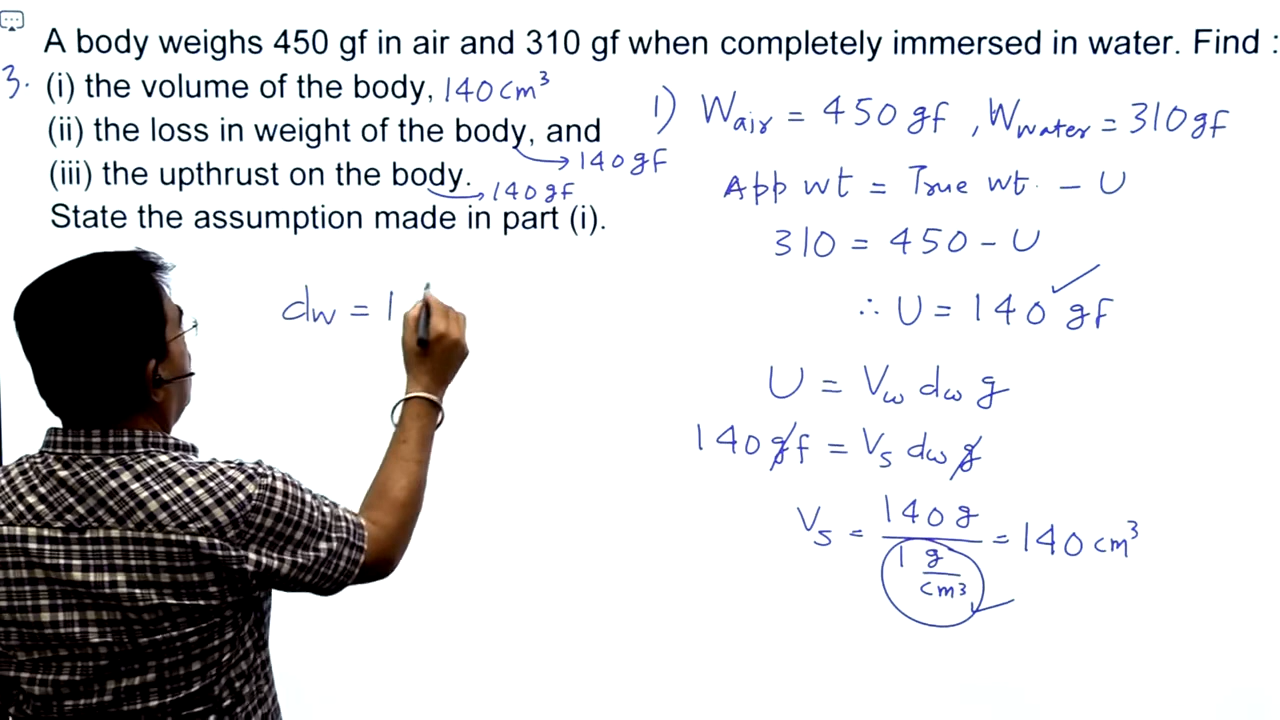 A body weighs 450 gf in air and 310 gf when completely immersed in water. Find :
3. (i) the volume of the body, 140 cm³
(ii) the loss in weight of the body, and → 140 gf
(iii) the upthrust on the body. → 140 gf
State the assumption made in part (i).
dw = 1
1) Wair = 450 gf , Wwater = 310 gf
App wt = True wt. - U
310 = 450 - U
∴ U = 140 gf ✓
U = Vw dw g
140 gf = Vs dw g
Vs = 140 g / 1 g/cm³ = 140 cm³